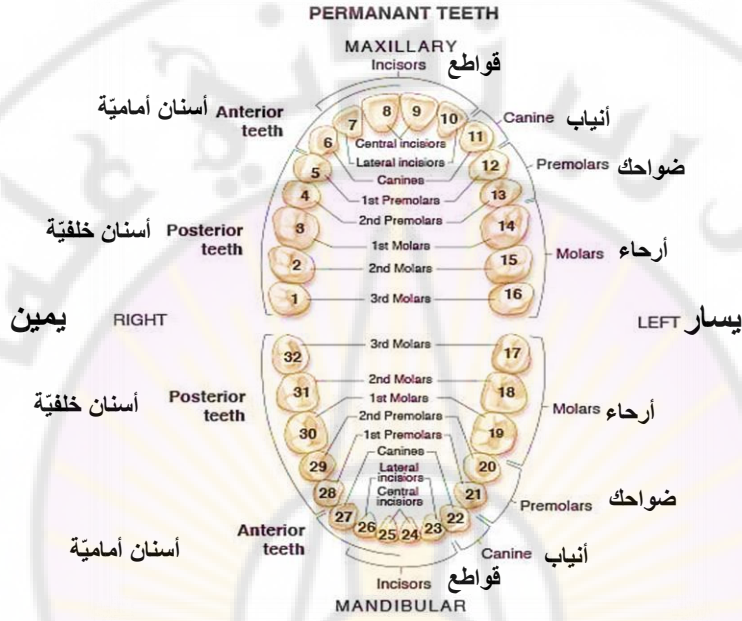 PERMANANT TEETH
MAXILLARY
Incisors قواطع
أسنان أماميّة Anterior teeth
7 8 9 10
Canine أنياب
6 11
Central incisiors
Lateral incisiors
Canines
5 12
Premolars ضواحك
1st Premolars
4 13
2nd Premolars
أسنان خلفيّة Posterior teeth
3 14
1st Molars
Molars أرحاء
2 15
2nd Molars
1 16
3rd Molars
يمين RIGHT
LEFT يسار
32 17
3rd Molars
31 18
2nd Molars
1st Molars
أسنان خلفيّة Posterior teeth
Molars أرحاء
30 19
2nd Premolars
1st Premolars
29 20
Canines
Lateral incisiors
28 21
Central incisiors
Premolars ضواحك
27 26 25 24 23 22
أسنان أماميّة Anterior teeth
Canine أنياب
Incisors قواطع
MANDIBULAR